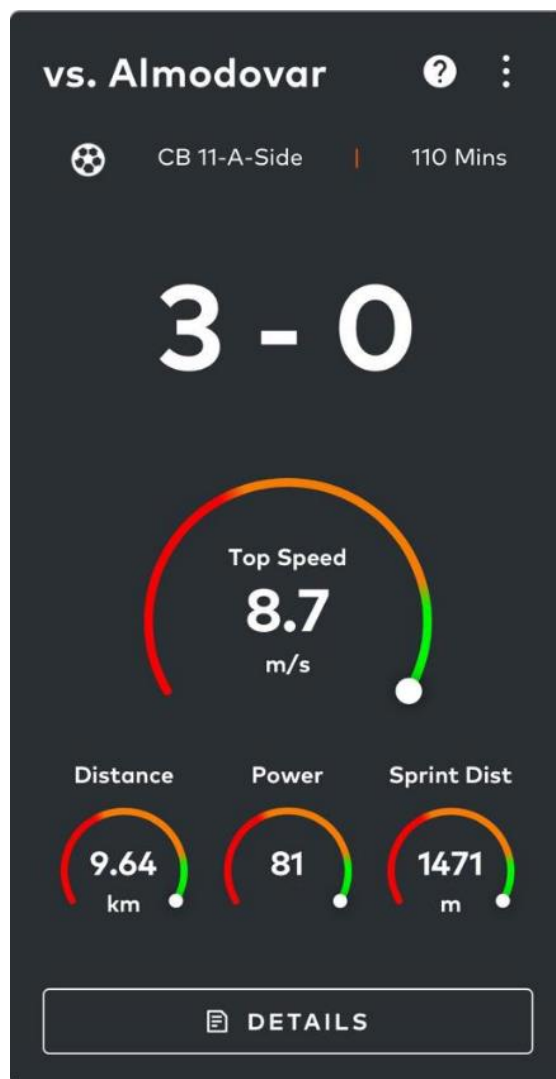 vs. Almodovar ?
CB 11-A-Side | 110 Mins
3 - 0
Top Speed
8.7
m/s
Distance Power Sprint Dist
9.64 81 1471
km m
DETAILS